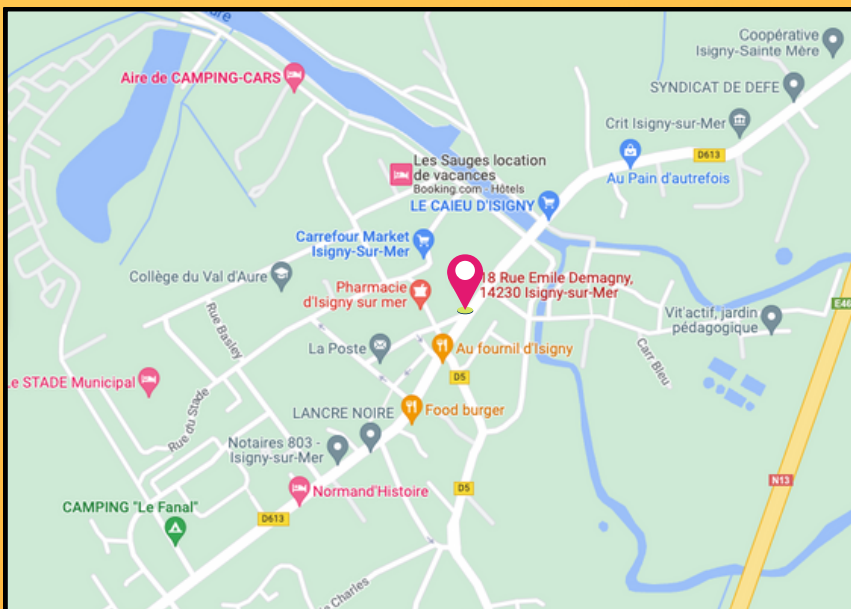 Coopérative
Isigny-Sainte Mère
Aire de CAMPING-CARS
SYNDICAT DE DEFE
Crit Isigny-sur-Mer
D613
Les Sauges location
de vacances
Booking.com - Hôtels
Au Pain d'autrefois
LE CAIEU D'ISIGNY
Carrefour Market
Isigny-Sur-Mer
Collège du Val d'Aure
Pharmacie
d'Isigny sur mer
18 Rue Emile Demagny,
14230 Isigny-sur-Mer
E46
Vit'actif, jardin
pédagogique
Rue Basley
La Poste
Au fournil d'Isigny
Carr Bleu
Le STADE Municipal
D5
Rue du Stade
LANCRE NOIRE
Food burger
Notaires 803 -
Isigny-sur-Mer
N13
Normand'Histoire
D5
CAMPING "Le Fanal"
D613
Charles